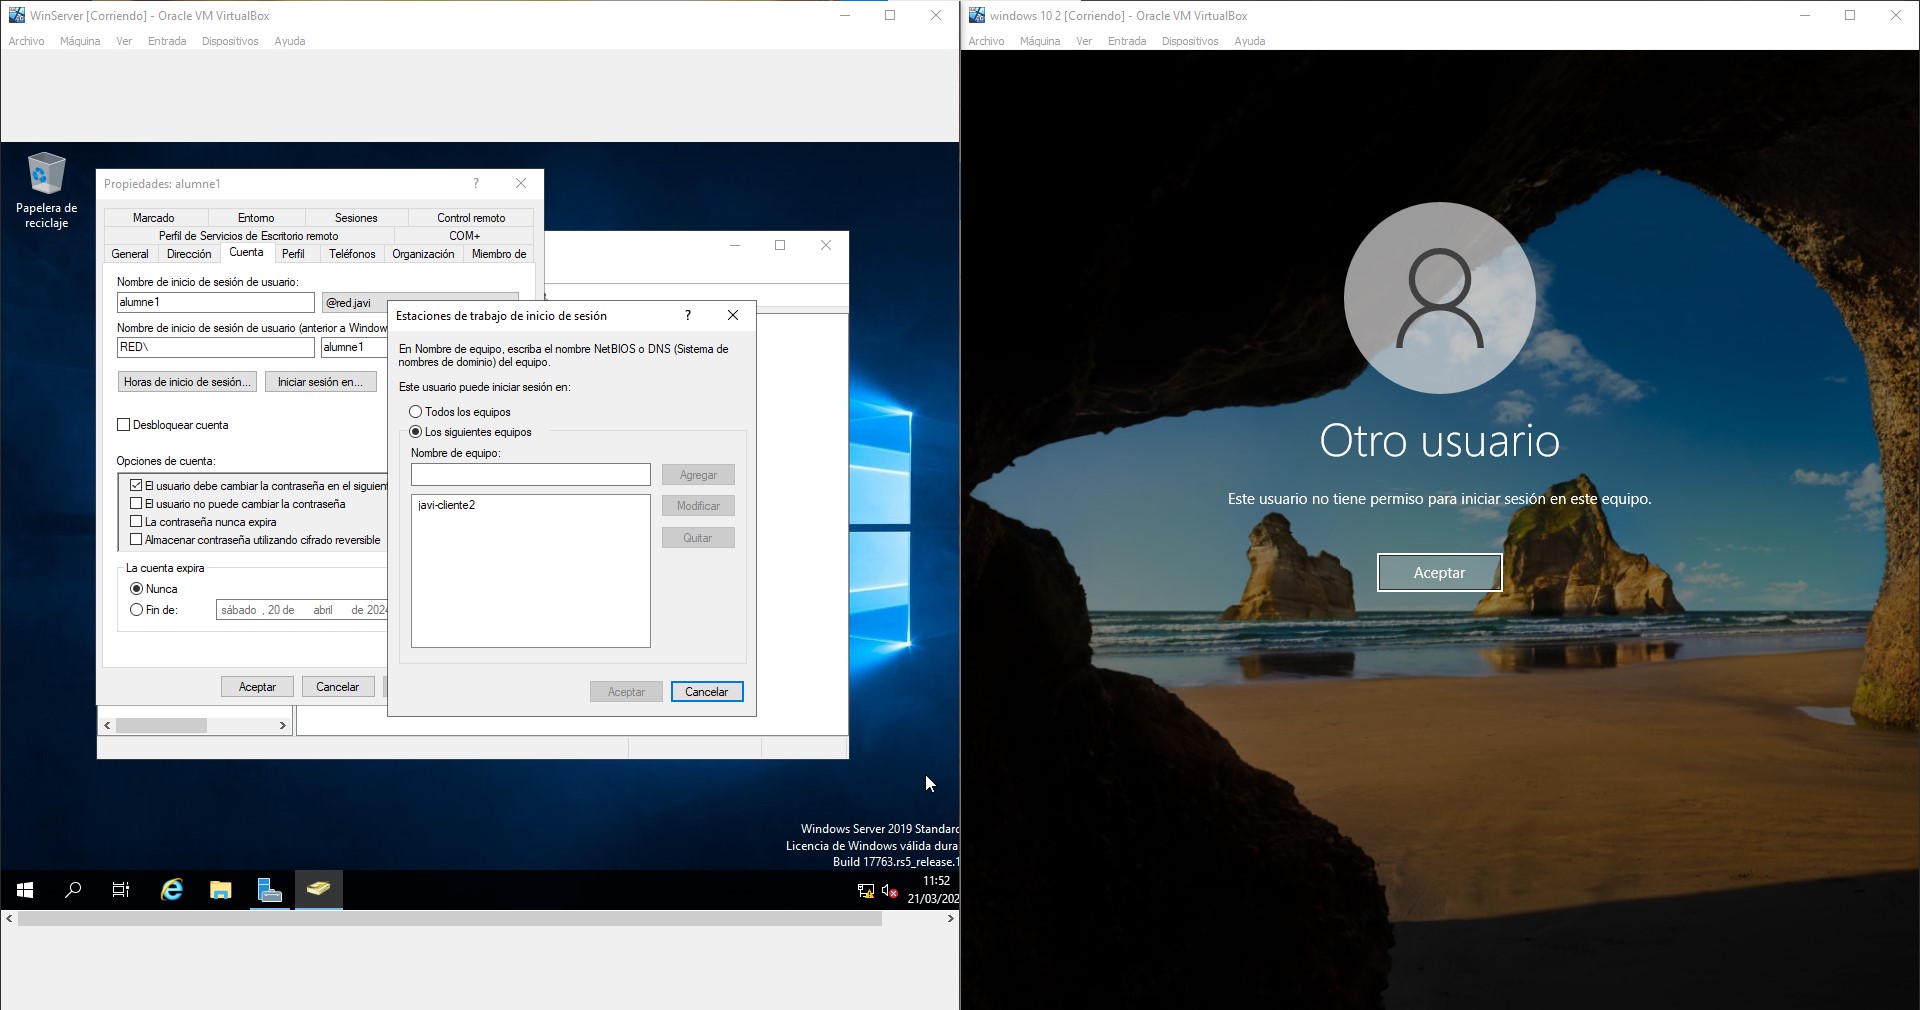 WinServer [Corriendo] - Oracle VM VirtualBox
Archivo Máquina Ver Entrada Dispositivos Ayuda
Papelera de
reciclaje
Propiedades: alumne1
Marcado Entorno Sesiones Control remoto
Perfil de Servicios de Escritorio remoto COM+
General Dirección Cuenta Perfil Teléfonos Organización Miembro de
Nombre de inicio de sesión de usuario:
alumne1 @red.javi
Nombre de inicio de sesión de usuario (anterior a Window
RED\ alumne1
Horas de inicio de sesión... Iniciar sesión en...
Desbloquear cuenta
Opciones de cuenta:
El usuario debe cambiar la contraseña en el siguient
El usuario no puede cambiar la contraseña
La contraseña nunca expira
Almacenar contraseña utilizando cifrado reversible
La cuenta expira
Nunca
Fin de: sábado , 20 de abril de 2024
Aceptar Cancelar
Estaciones de trabajo de inicio de sesión ?
En Nombre de equipo, escriba el nombre NetBIOS o DNS (Sistema de
nombres de dominio) del equipo.
Este usuario puede iniciar sesión en:
Todos los equipos
Los siguientes equipos
Nombre de equipo:
Agregar
javi-cliente2
Modificar
Quitar
Aceptar Cancelar
Windows Server 2019 Standard
Licencia de Windows válida dura
Build 17763.rs5_release.1
11:52
21/03/202
windows 10 2 [Corriendo] - Oracle VM VirtualBox
Archivo Máquina Ver Entrada Dispositivos Ayuda
Otro usuario
Este usuario no tiene permiso para iniciar sesión en este equipo.
Aceptar